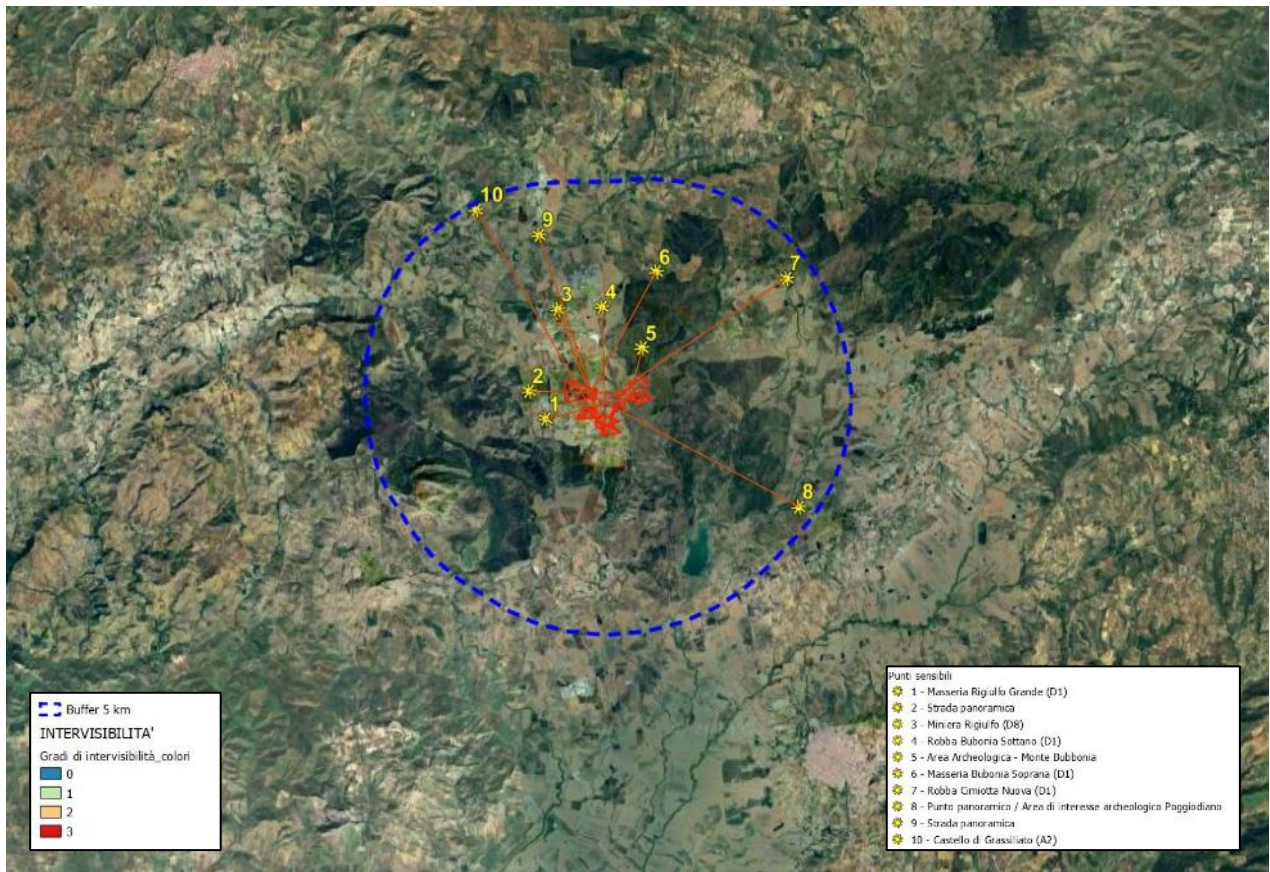 10
9
6
7
3
4
5
2
1
8
Buffer 5 km
INTERVISIBILITA'
Gradi di intervisibilità_colori
0
1
2
3
Punti sensibili
1 - Masseria Rigiulfo Grande (D1)
2 - Strada panoramica
3 - Miniera Rigiulfo (D8)
4 - Robba Bubonia Sottano (D1)
5 - Area Archeologica - Monte Bubbonia
6 - Masseria Bubonia Soprana (D1)
7 - Robba Cimiotta Nuova (D1)
8 - Punto panoramico / Area di interesse archeologico Poggiodiano
9 - Strada panoramica
10 - Castello di Grassiliato (A2)